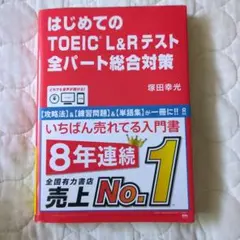 はじめての
TOEIC® L&Rテスト
全パート総合対策
塚田幸光
【攻略法】&【練習問題】&【単語集】が一冊に!!
いちばん売れてる入門書
8年連続
全国有力書店
売上No.1